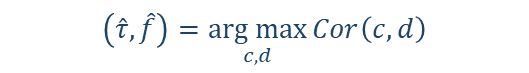 (τ̂, f̂) = arg max Cor(c, d)
c,d